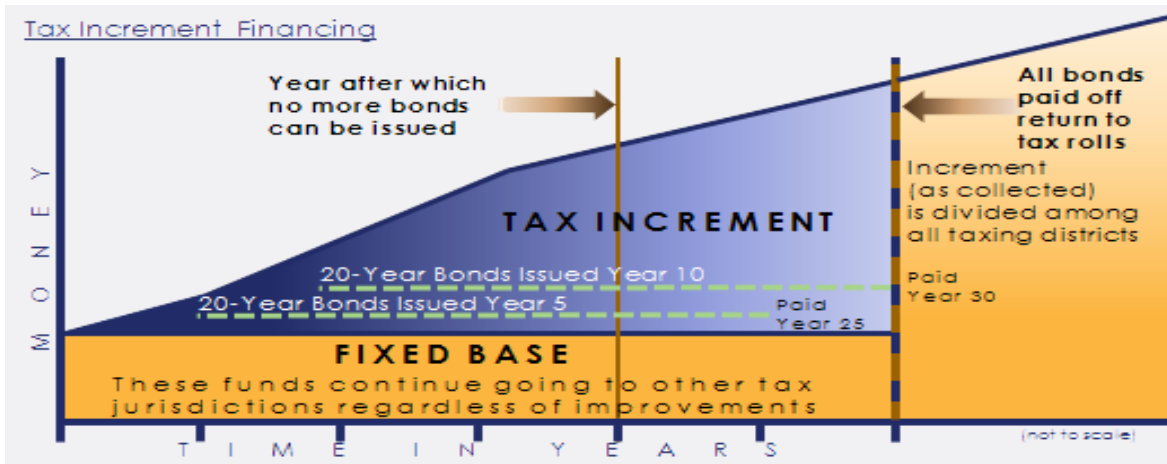 Tax Increment Financing
Year after which
no more bonds
can be issued
All bonds
paid off
return to
tax rolls
Increment
(as collected)
is divided among
all taxing districts
TAX INCREMENT
20-Year Bonds Issued Year 10
Paid
Year 30
20-Year Bonds Issued Year 5
Paid
Year 25
MONEY
FIXED BASE
These funds continue going to other tax
jurisdictions regardless of improvements
TIME IN YEARS
(not to scale)